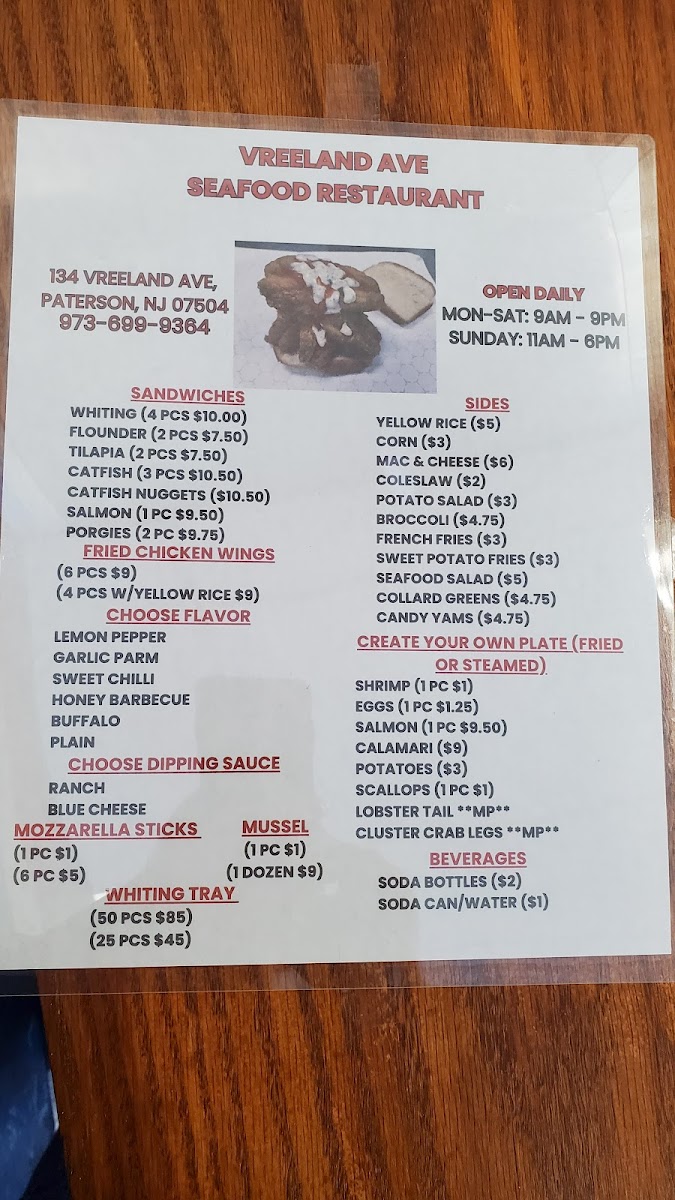 VREELAND AVE
SEAFOOD RESTAURANT
134 VREELAND AVE,
PATERSON, NJ 07504
973-699-9364
OPEN DAILY
MON-SAT: 9AM - 9PM
SUNDAY: 11AM - 6PM
SANDWICHES
WHITING (4 PCS $10.00)
FLOUNDER (2 PCS $7.50)
TILAPIA (2 PCS $7.50)
CATFISH (3 PCS $10.50)
CATFISH NUGGETS ($10.50)
SALMON (1 PC $9.50)
PORGIES (2 PC $9.75)
FRIED CHICKEN WINGS
(6 PCS $9)
(4 PCS W/YELLOW RICE $9)
CHOOSE FLAVOR
LEMON PEPPER
GARLIC PARM
SWEET CHILLI
HONEY BARBECUE
BUFFALO
PLAIN
CHOOSE DIPPING SAUCE
RANCH
BLUE CHEESE
MOZZARELLA STICKS
(1 PC $1)
(6 PC $5)
MUSSEL
(1 PC $1)
(1 DOZEN $9)
WHITING TRAY
(50 PCS $85)
(25 PCS $45)
SIDES
YELLOW RICE ($5)
CORN ($3)
MAC & CHEESE ($6)
COLESLAW ($2)
POTATO SALAD ($3)
BROCCOLI ($4.75)
FRENCH FRIES ($3)
SWEET POTATO FRIES ($3)
SEAFOOD SALAD ($5)
COLLARD GREENS ($4.75)
CANDY YAMS ($4.75)
CREATE YOUR OWN PLATE (FRIED
OR STEAMED)
SHRIMP (1 PC $1)
EGGS (1 PC $1.25)
SALMON (1 PC $9.50)
CALAMARI ($9)
POTATOES ($3)
SCALLOPS (1 PC $1)
LOBSTER TAIL **MP**
CLUSTER CRAB LEGS **MP**
BEVERAGES
SODA BOTTLES ($2)
SODA CAN/WATER ($1)